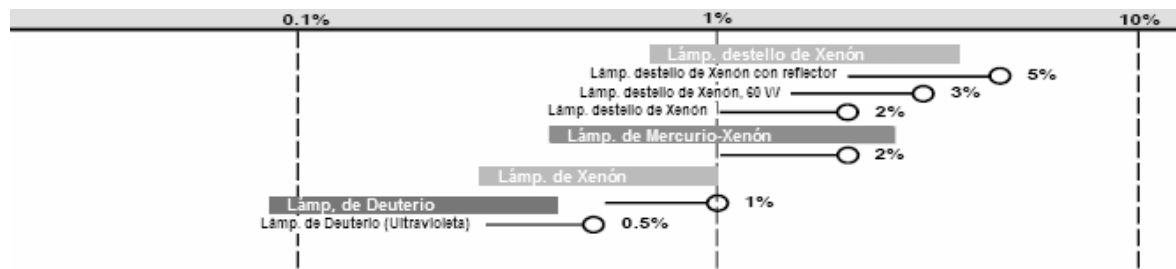 0.1% 1% 10%
Lámp. destello de Xenón
Lámp. destello de Xenón con reflector 5%
Lámp. destello de Xenón, 60 W 3%
Lámp. destello de Xenón 2%
Lámp. de Mercurio-Xenón
2%
Lámp. de Xenón
Lámp, de Deuterio 1%
Lámp. de Deuterio (Ultravioleta) 0.5%